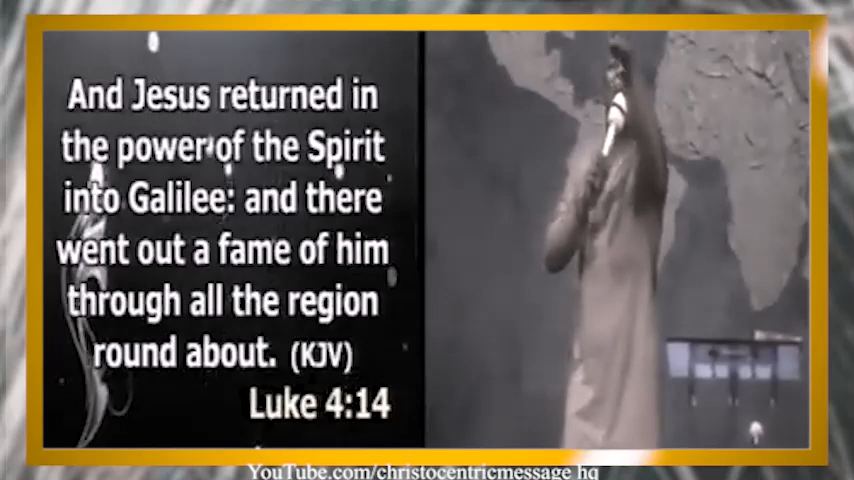 And Jesus returned in
the power of the Spirit
into Galilee: and there
went out a fame of him
through all the region
round about. (KJV)
Luke 4:14
YouTube.com/christocentricmessage hq